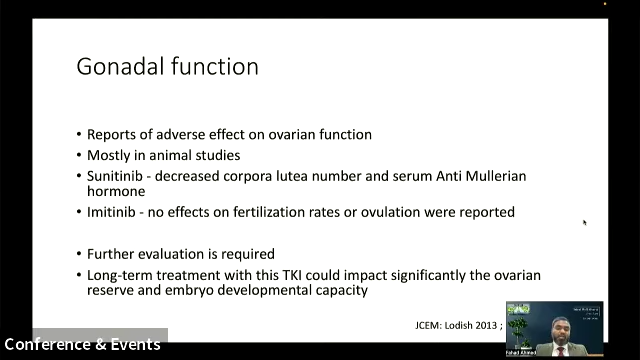 Gonadal function
• Reports of adverse effect on ovarian function
• Mostly in animal studies
• Sunitinib - decreased corpora lutea number and serum Anti Mullerian
hormone
• Imitinib - no effects on fertilization rates or ovulation were reported
• Further evaluation is required
• Long-term treatment with this TKI could impact significantly the ovarian
reserve and embryo developmental capacity
JCEM: Lodish 2013 ;
Fahad Ahmed
Conference & Events